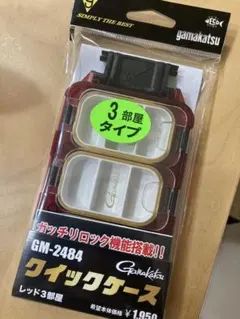 SIMPLY THE BEST
gamakatsu
3部屋
タイプ
ガッチリロック機能搭載!!
GM-2484
Gamakatsu
クイックケース
レッド3部屋
希望本体価格 ¥1,950